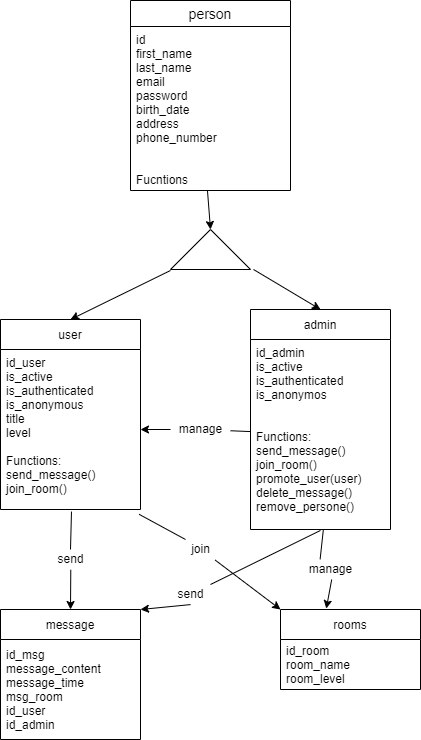 person
id
first_name
last_name
email
password
birth_date
address
phone_number
Fucntions
user
id_user
is_active
is_authenticated
is_anonymous
title
level
Functions:
send_message()
join_room()
admin
id_admin
is_active
is_authenticated
is_anonymos
Functions:
send_message()
join_room()
promote_user(user)
delete_message()
remove_persone()
manage
send
join
send
manage
message
id_msg
message_content
message_time
msg_room
id_user
id_admin
rooms
id_room
room_name
room_level